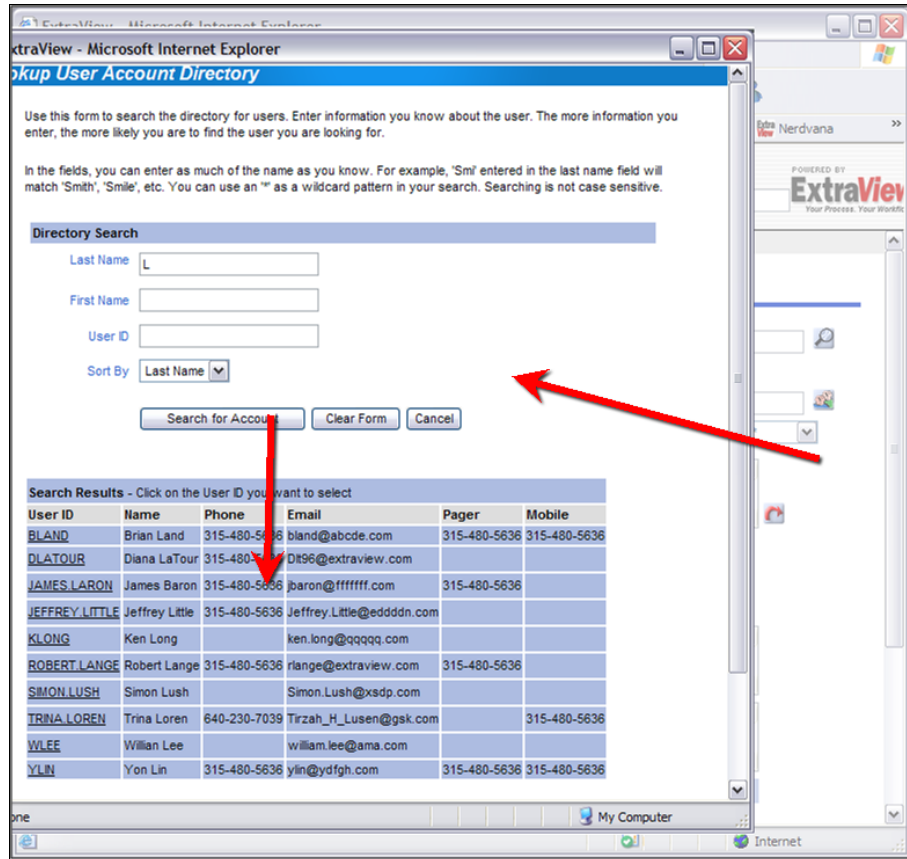 ExtraView - Microsoft Internet Explorer
xtraView - Microsoft Internet Explorer
okup User Account Directory
Use this form to search the directory for users. Enter information you know about the user. The more information you
enter, the more likely you are to find the user you are looking for.
In the fields, you can enter as much of the name as you know. For example, 'Smi' entered in the last name field will
match 'Smith', 'Smile', etc. You can use an '*' as a wildcard pattern in your search. Searching is not case sensitive.
Directory Search
Last Name L
First Name
User ID
Sort By Last Name
Search for Account Clear Form Cancel
Search Results - Click on the User ID you want to select
User ID Name Phone Email Pager Mobile
BLAND Brian Land 315-480-5636 bland@abcde.com 315-480-5636 315-480-5636
DLATOUR Diana LaTour 315-480- Dlt96@extraview.com
JAMES.LARON James Baron 315-480-5636 jbaron@fffffff.com 315-480-5636
JEFFREY.LITTLE Jeffrey Little 315-480-5636 Jeffrey.Little@eddddn.com
KLONG Ken Long ken.long@qqqqq.com
ROBERT.LANGE Robert Lange 315-480-5636 rlange@extraview.com 315-480-5636
SIMON.LUSH Simon Lush Simon.Lush@xsdp.com
TRINA.LOREN Trina Loren 640-230-7039 Tirzah_H_Lusen@gsk.com 315-480-5636
WLEE Willian Lee william.lee@ama.com
YLIN Yon Lin 315-480-5636 ylin@ydfgh.com 315-480-5636 315-480-5636
one My Computer
Extra View Nerdvana »
POWERED BY
ExtraView
Your Process. Your Workflo
Internet